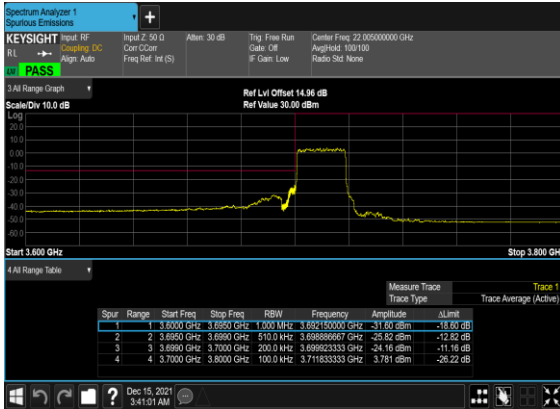 Spectrum Analyzer 1
Spurious Emissions
KEYSIGHT Input: RF Input Z: 50 Ω Atten: 30 dB Trig: Free Run Center Freq: 22.005000000 GHz
RL Coupling: DC Corr CCorr Gate: Off Avg|Hold: 100/100
Align: Auto Freq Ref: Int (S) IF Gain: Low Radio Std: None
PASS
3 All Range Graph
Ref Lvl Offset 14.96 dB
Scale/Div 10.0 dB Ref Value 30.00 dBm
Log
20.0
10.0
0.00
-10.0
-20.0
-30.0
-40.0
-50.0
-60.0
Start 3.600 GHz Stop 3.800 GH
4 All Range Table
Measure Trace Trace 1
Trace Type Trace Average (Active)
Spur Range Start Freq Stop Freq RBW Frequency Amplitude ΔLimit
1 1 3.6000 GHz 3.6950 GHz 1.000 MHz 3.692150000 GHz -31.60 dBm -18.60 dB
2 2 3.6950 GHz 3.6990 GHz 510.0 kHz 3.698886667 GHz -25.82 dBm -12.82 dB
3 3 3.6990 GHz 3.7000 GHz 200.0 kHz 3.699923333 GHz -24.16 dBm -11.16 dB
4 4 3.7000 GHz 3.8000 GHz 100.0 kHz 3.711833333 GHz 3.781 dBm -26.22 dB
Dec 15, 2021
3:41:01 AM